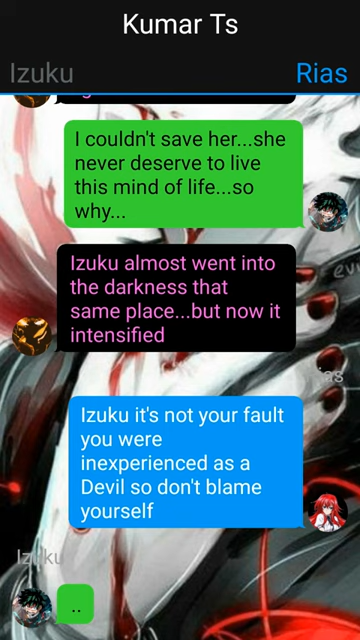 Kumar Ts
Izuku
Rias
I couldn't save her...she
never deserve to live
this mind of life...so
why...
Izuku almost went into
the darkness that
same place...but now it
intensified
Izuku it's not your fault
you were
inexperienced as a
Devil so don't blame
yourself
Izuku
..